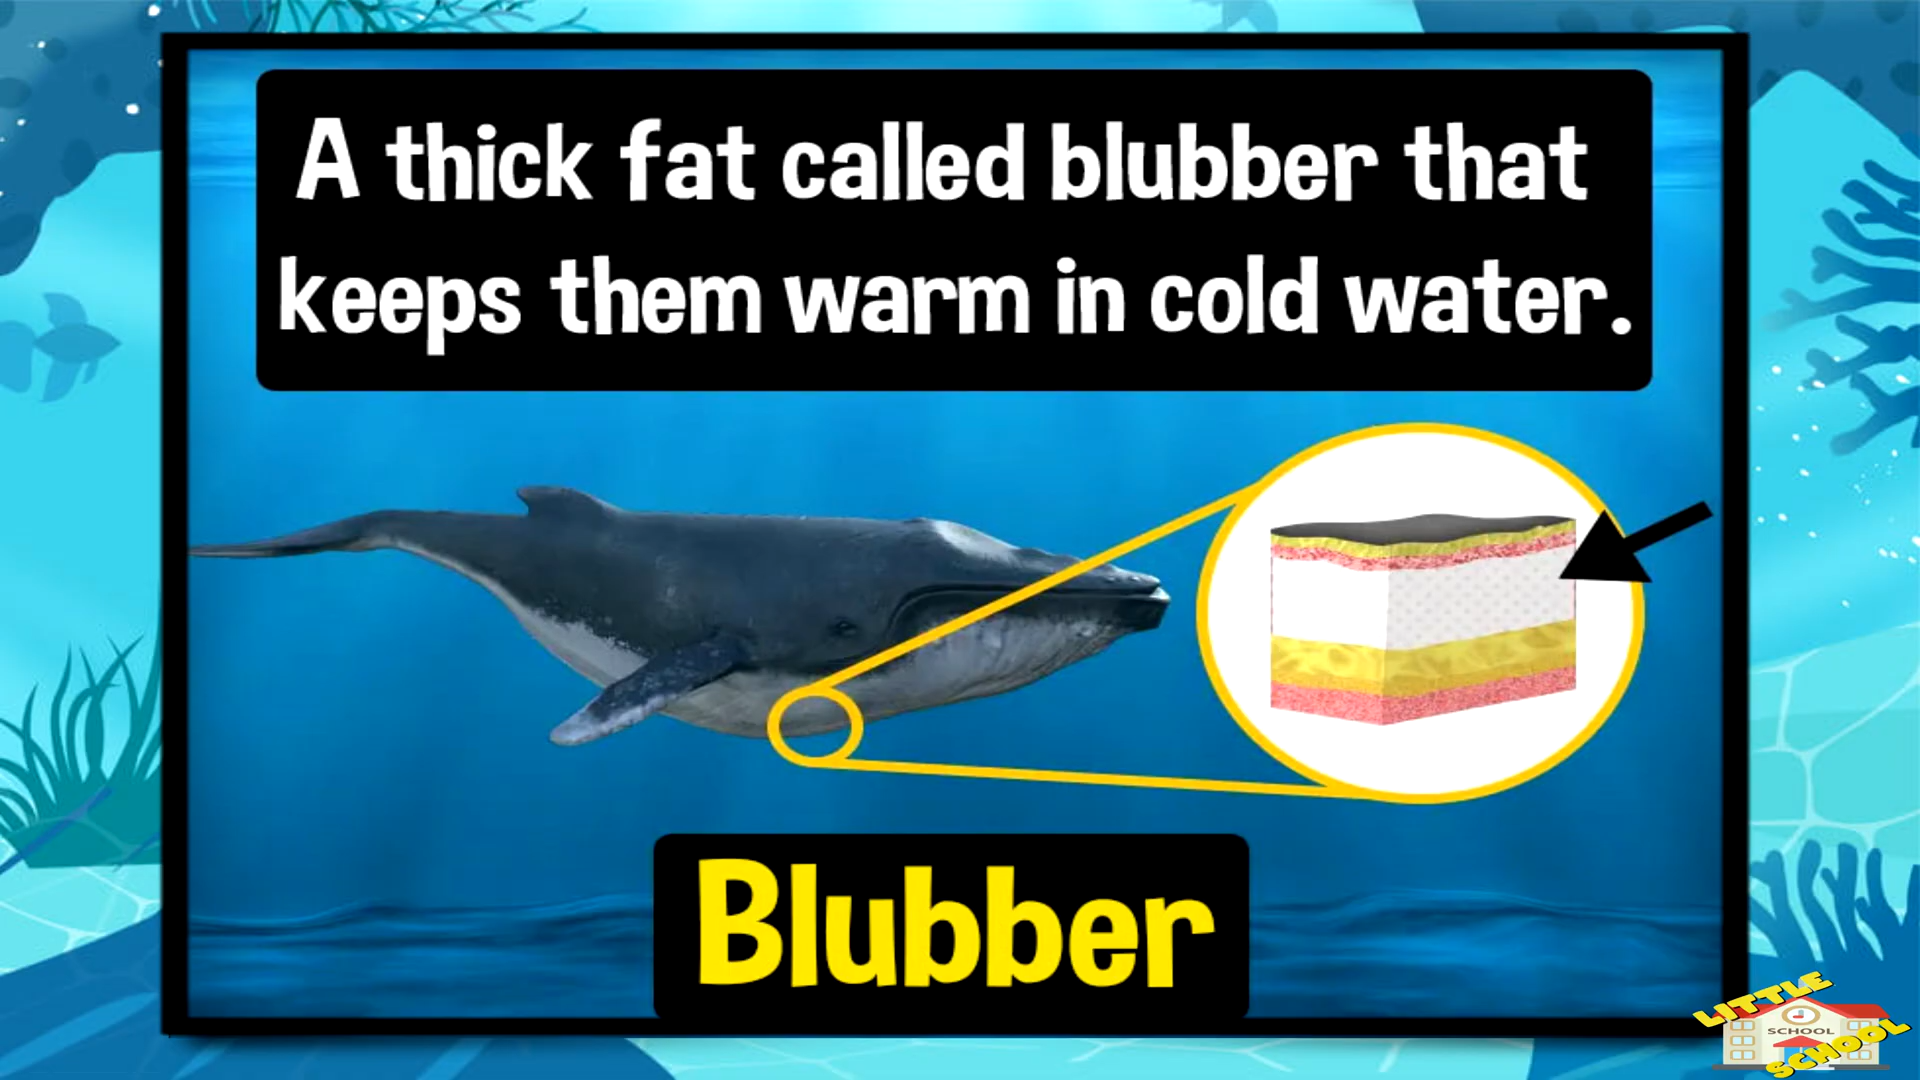 A thick fat called blubber that
keeps them warm in cold water.
Blubber
LITTLE
SCHOOL
SCHOOL